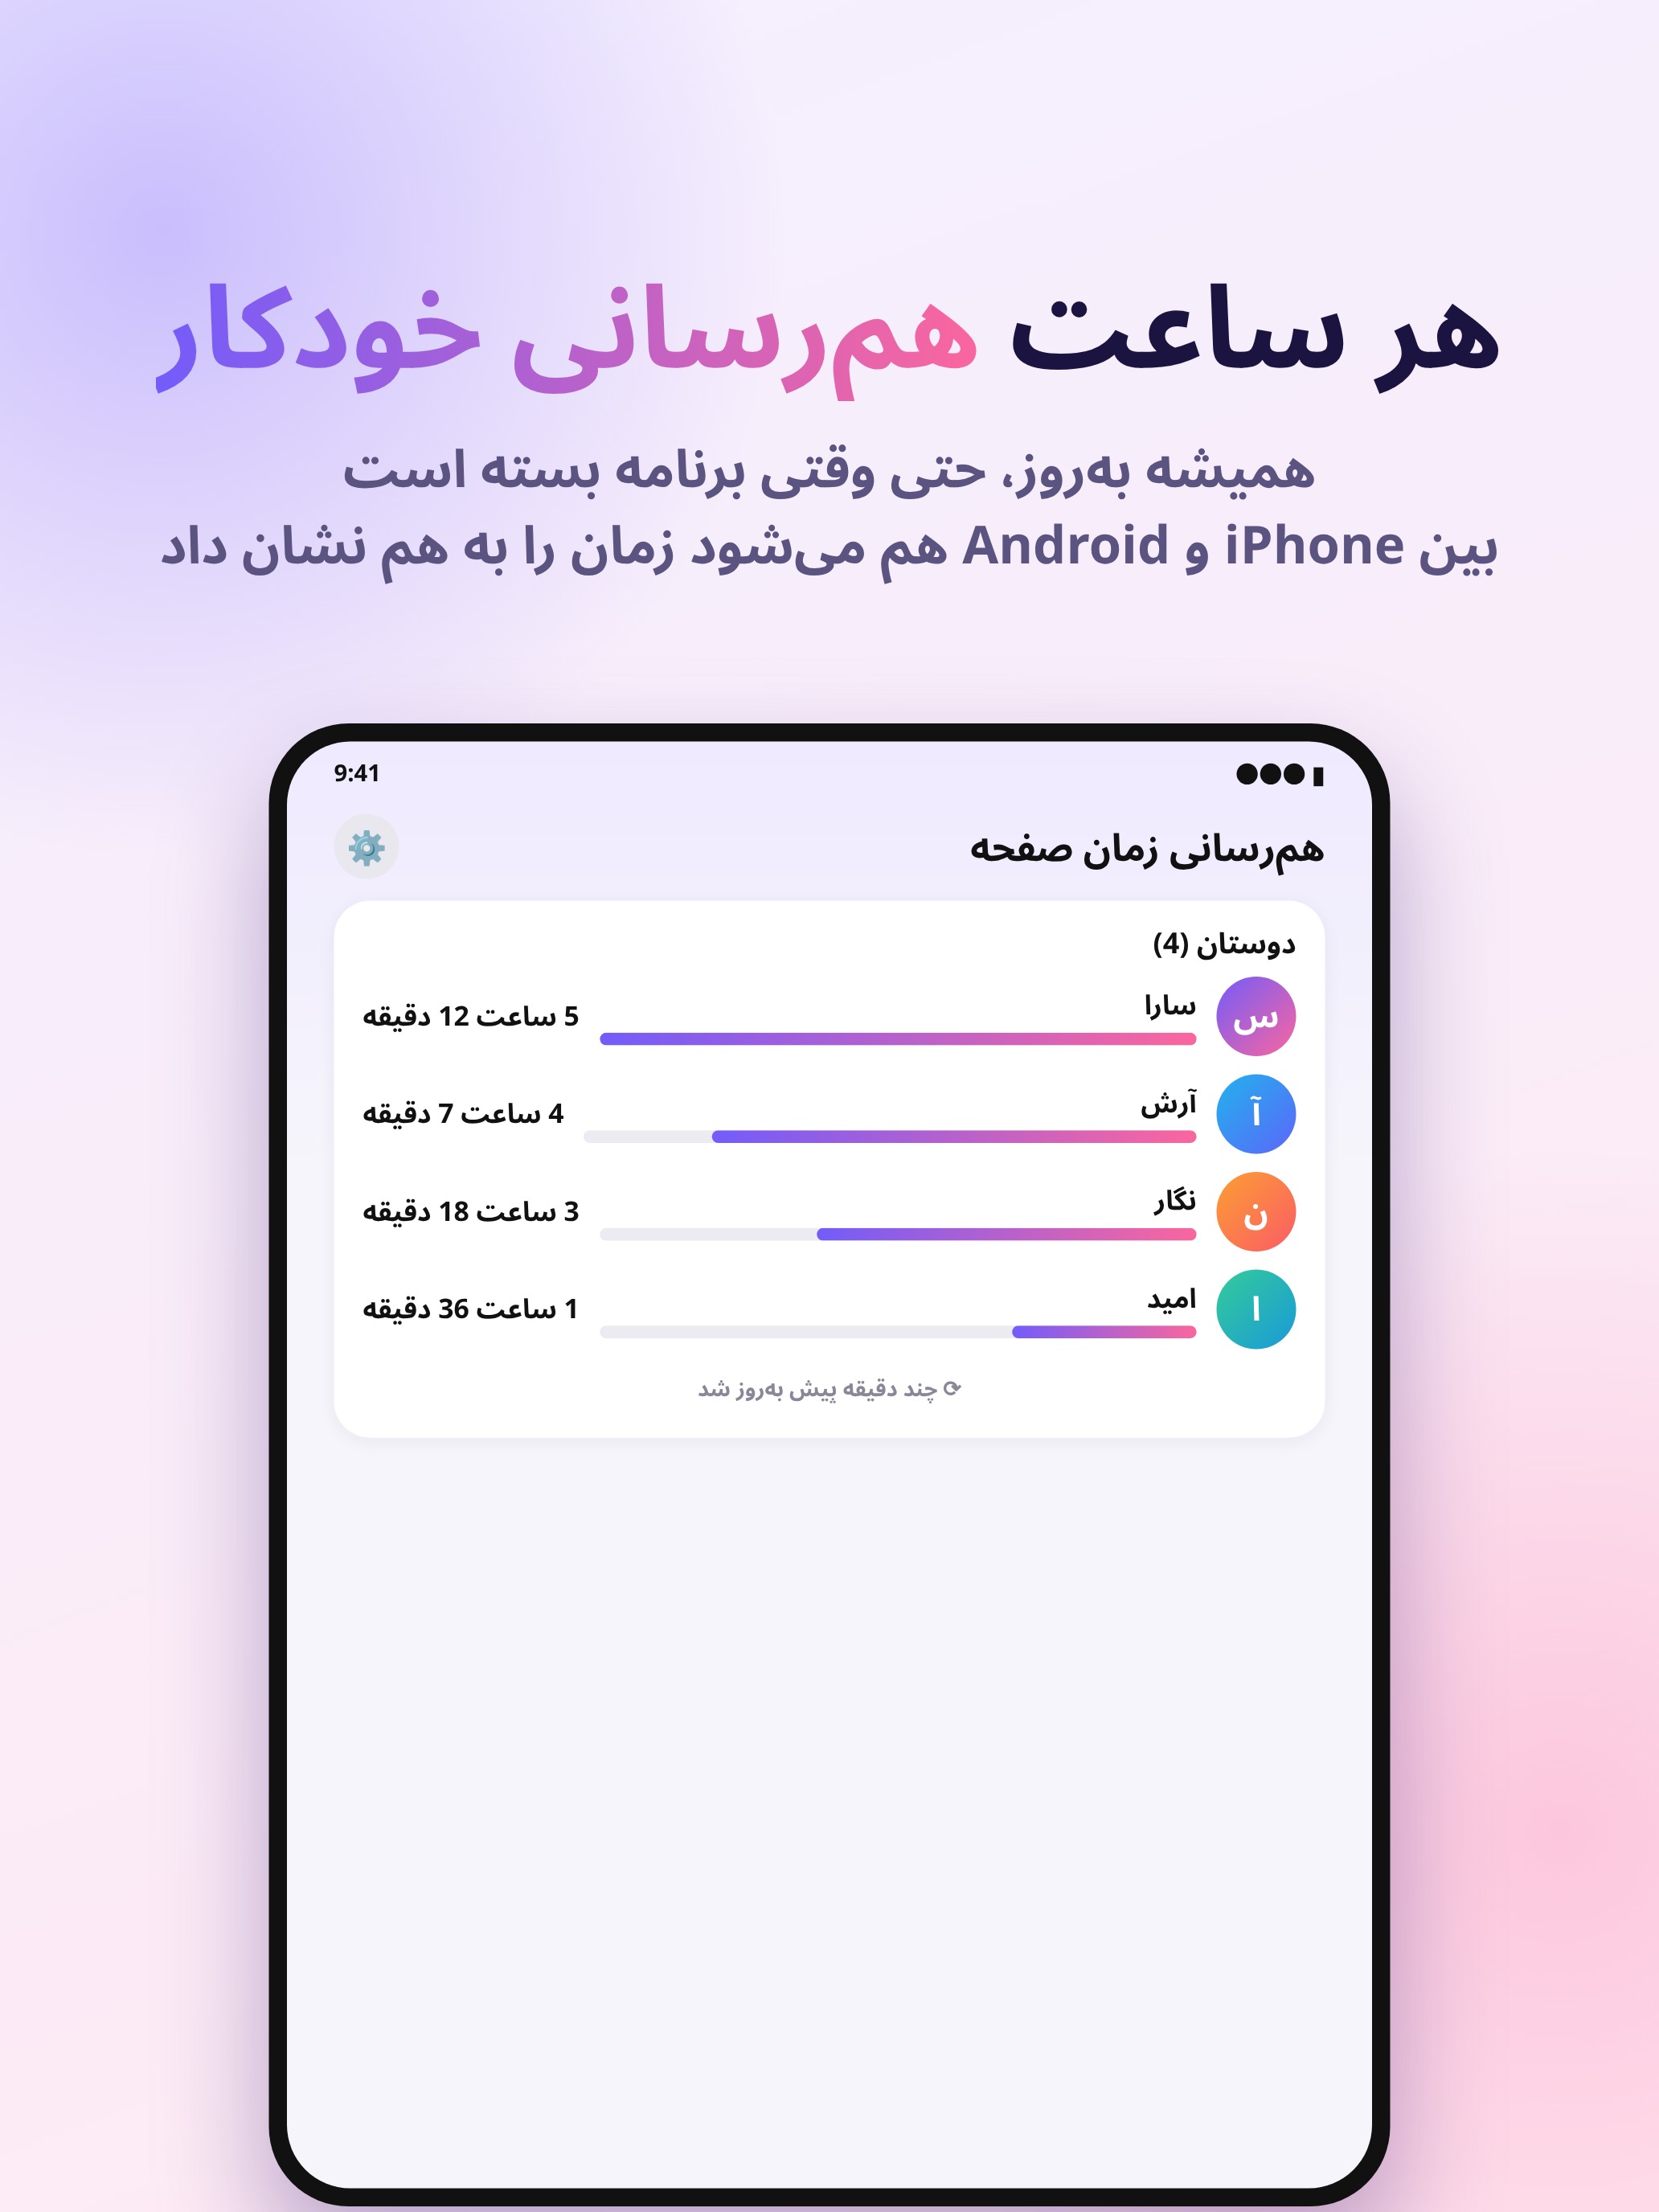 هر ساعت هم‌رسانی خودکار
همیشه به‌روز، حتی وقتی برنامه بسته است
بین iPhone و Android هم می‌شود زمان را به هم نشان داد
9:41
هم‌رسانی زمان صفحه
دوستان (4)
س
سارا
5 ساعت 12 دقیقه
آ
آرش
4 ساعت 7 دقیقه
ن
نگار
3 ساعت 18 دقیقه
ا
امید
1 ساعت 36 دقیقه
⟳ چند دقیقه پیش به‌روز شد